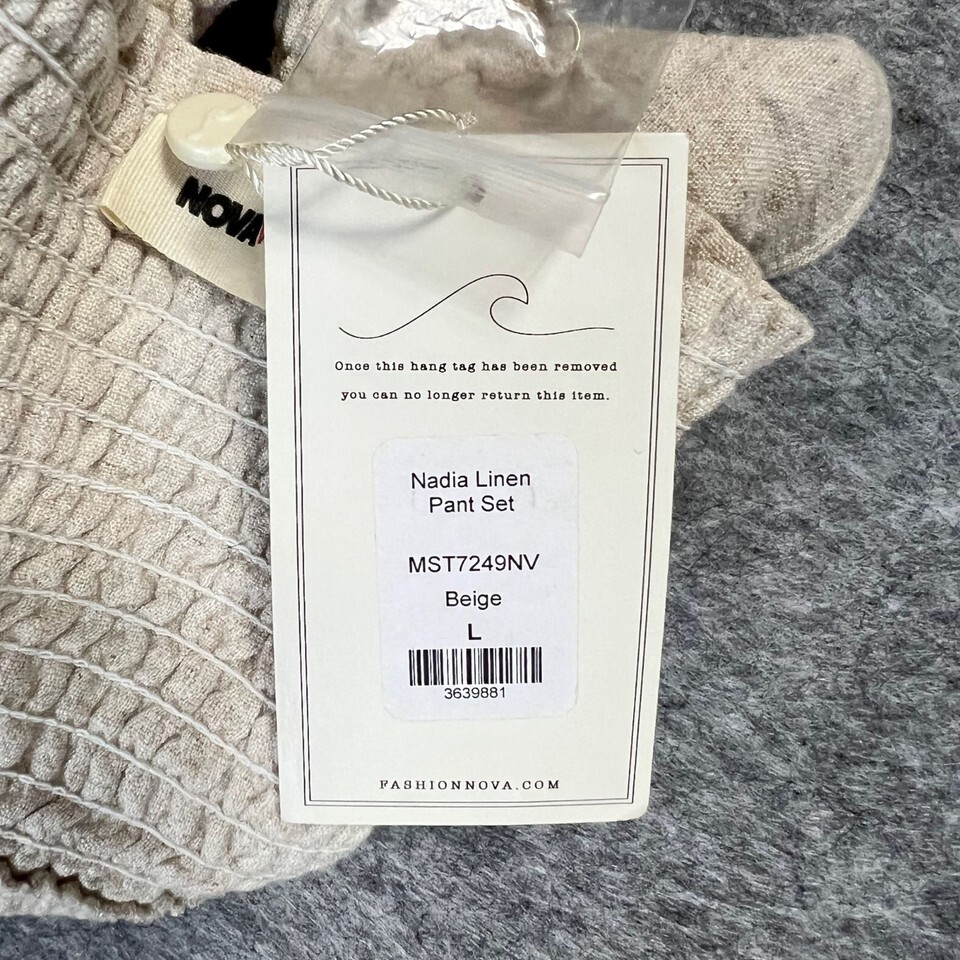 NOVA
Once this hang tag has been removed
you can no longer return this item.
Nadia Linen
Pant Set
MST7249NV
Beige
L
3639881
FASHIONNOVA.COM